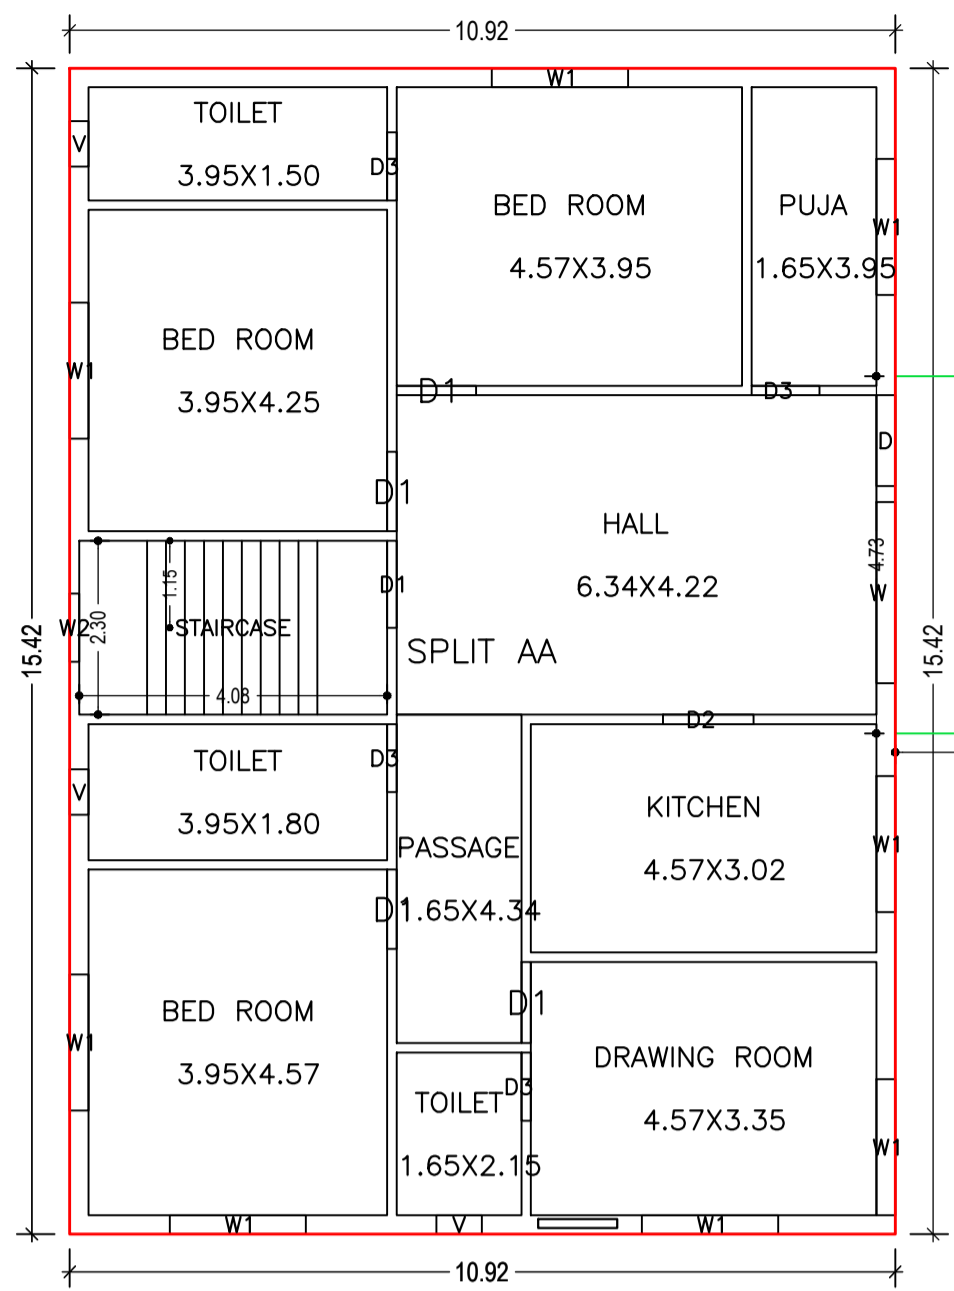 10.92
W1
TOILET
V
D3
3.95X1.50
BED ROOM
PUJA
W1
4.57X3.95
1.65X3.95
BED ROOM
W1
D1
D3
3.95X4.25
D
D1
HALL
4.73
1.15
D1
6.34X4.22
W
W2
2.30
STAIRCASE
15.42
SPLIT AA
15.42
4.08
D2
TOILET
D3
V
KITCHEN
3.95X1.80
PASSAGE
W1
4.57X3.02
D1
1.65X4.34
D1
BED ROOM
W1
DRAWING ROOM
3.95X4.57
D3
TOILET
4.57X3.35
W1
1.65X2.15
W1
V
W1
10.92